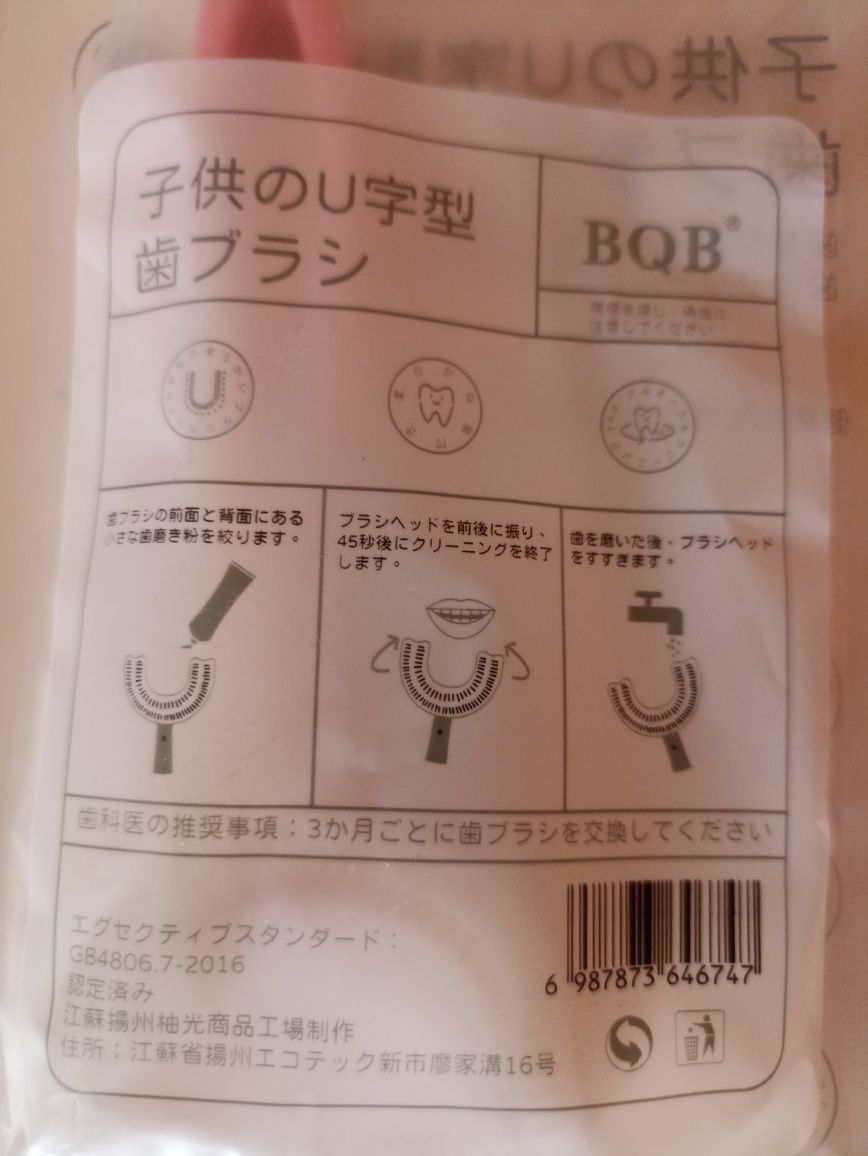 子供のU字型
歯ブラシ
BQB®
注意してください
歯ブラシの前面と背面にある
小さな歯磨き粉を絞ります。
ブラシヘッドを前後に振り、
45秒後にクリーニングを終了
します。
歯を磨いた後、ブラシヘッド
をすすぎます。
歯科医の推奨事項：3か月ごとに歯ブラシを交換してください
エグゼクティブスタンダード：
GB4806.7-2016
認定済み
江蘇揚州柚光商品工場制作
住所：江蘇省揚州エコテック新市廖家溝16号
6 987873 646747